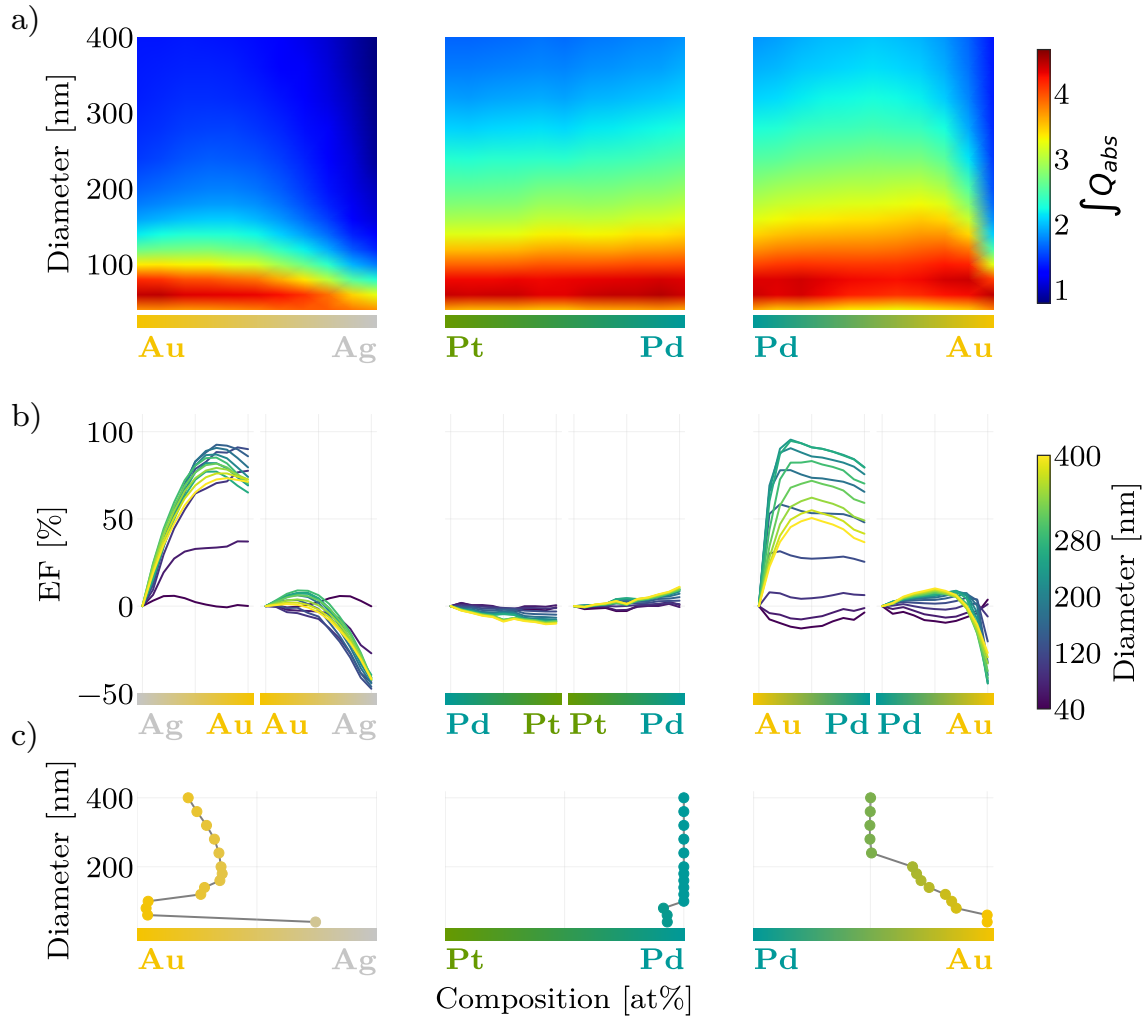 a)
Diameter [nm]
400
300
200
100
Au Ag
Pt Pd
Pd Au
4
3
2
1
∫Q_abs
b)
EF [%]
100
50
0
−50
Ag Au Au Ag
Pd Pt Pt Pd
Au Pd Pd Au
400
280
200
120
40
Diameter [nm]
c)
Diameter [nm]
400
200
Au Ag
Pt Pd
Pd Au
Composition [at%]